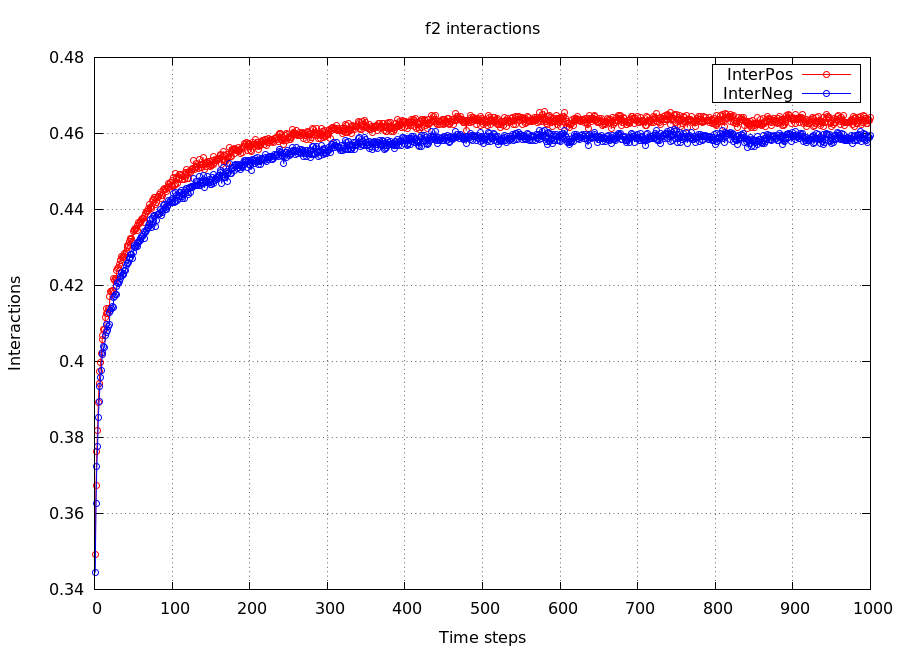 f2 interactions
0.48
0.46
0.44
0.42
0.4
0.38
0.36
0.34
InterPos
InterNeg
Interactions
0 100 200 300 400 500 600 700 800 900 1000
Time steps